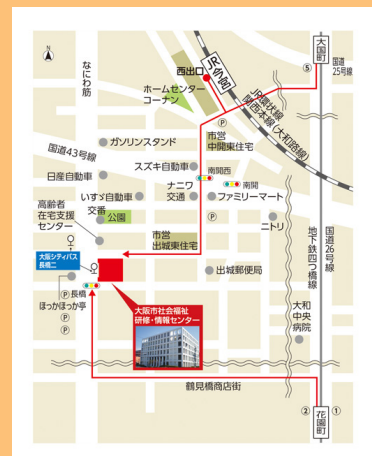 N
大国町
⑤
国道
25号線
JR今宮
西出口
ホームセンター
コーナン
なにわ筋
JR環状線
関西本線(大和路線)
Ⓟ
ガソリンスタンド
市営
中開東住宅
国道43号線
スズキ自動車
南開西
日産自動車
南開
いすゞ自動車
ナニワ
交通
ファミリーマート
Ⓟ
高齢者
在宅支援
センター
交番
公園
ニトリ
国道26号線
地下鉄四つ橋線
市営
出城東住宅
大阪シティバス
長橋二
出城郵便局
Ⓟ長橋
ほっかほっか亭
Ⓟ
Ⓟ
Ⓟ
大阪市社会福祉
研修・情報センター
大和
中央
病院
鶴見橋商店街
②
①
花園町